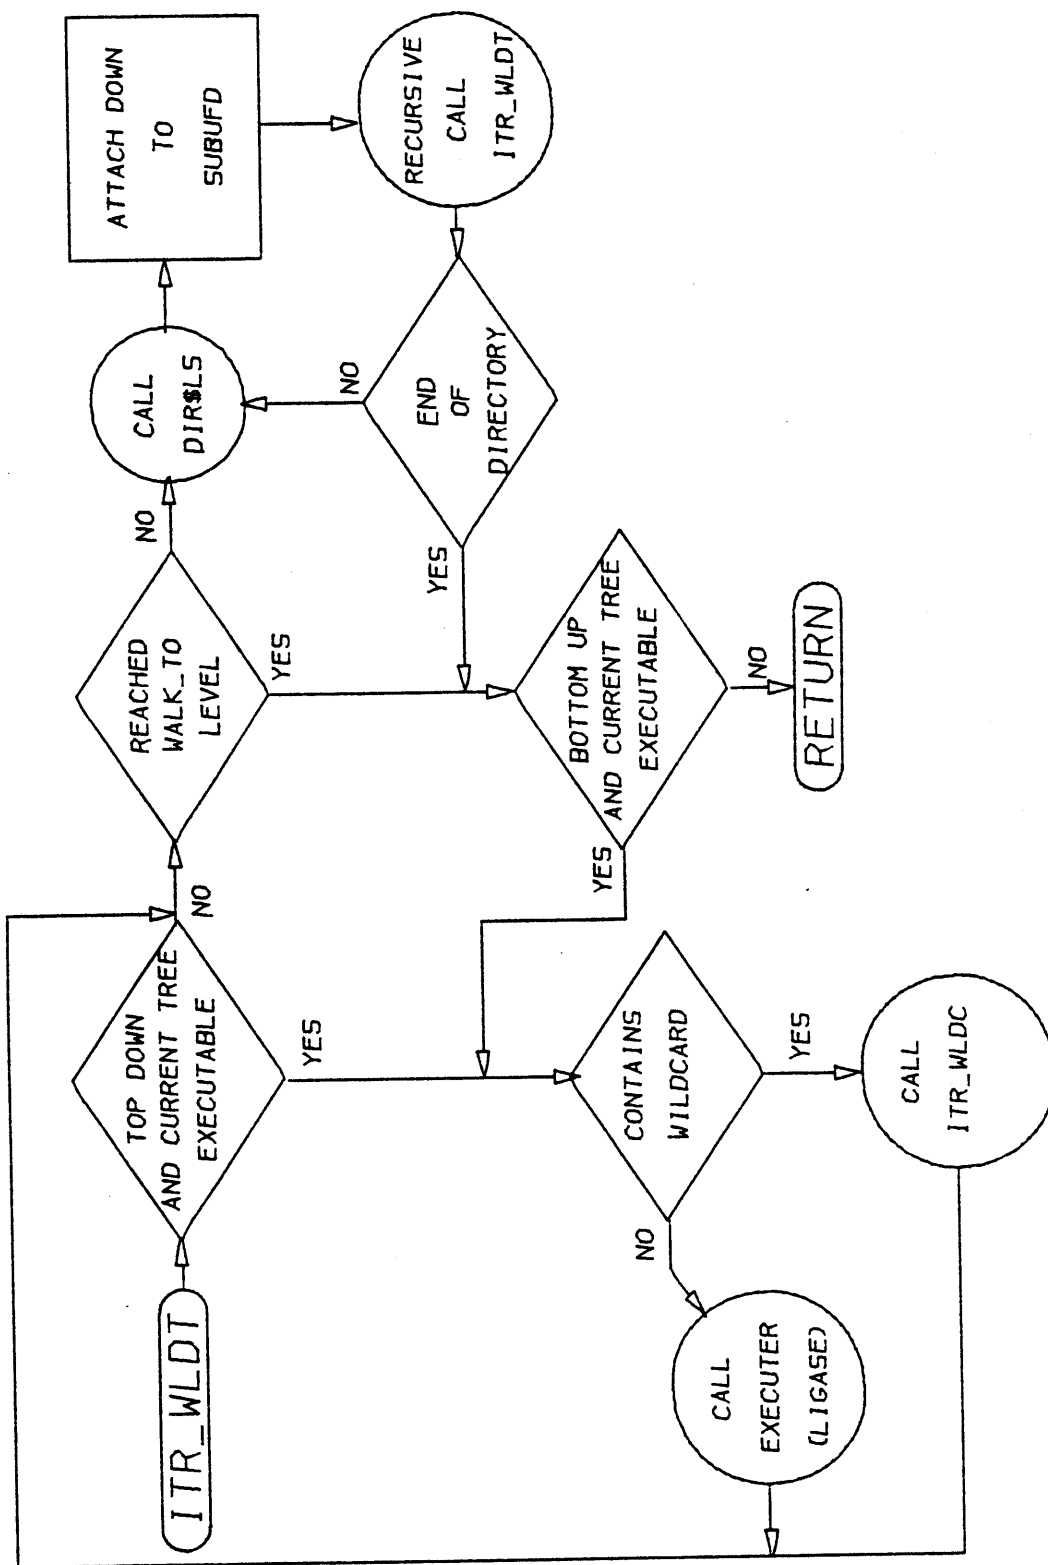 ITR_WLDT
TOP DOWN
AND CURRENT TREE
EXECUTABLE
NO
YES
REACHED
WALK_TO
LEVEL
NO
YES
CALL
DIR$LS
ATTACH DOWN
TO
SUBUFD
RECURSIVE
CALL
ITR_WLDT
END
OF
DIRECTORY
NO
YES
BOTTOM UP
AND CURRENT TREE
EXECUTABLE
YES
NO
RETURN
CONTAINS
WILDCARD
NO
YES
CALL
EXECUTER
(LIGASE)
CALL
ITR_WLDC